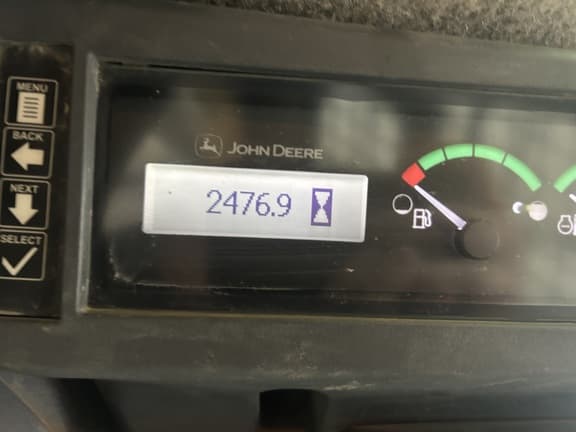 MENU
BACK
NEXT
SELECT
JOHN DEERE
2476.9